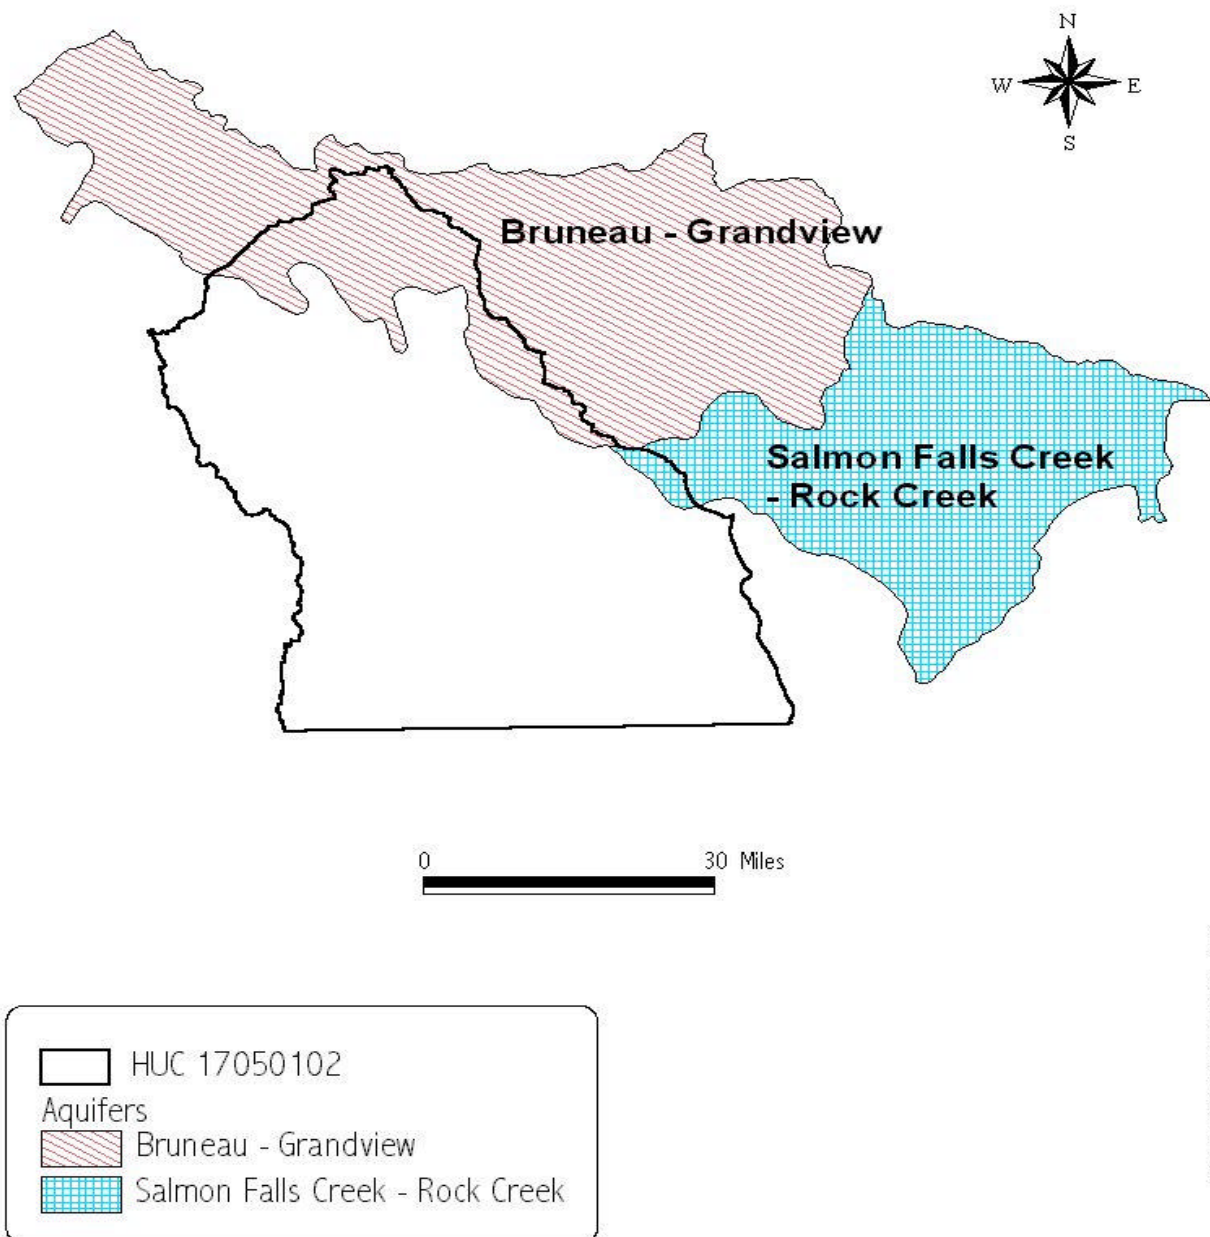 N
W E
S
Bruneau - Grandview
Salmon Falls Creek
- Rock Creek
0 30 Miles
HUC 17050102
Aquifers
Bruneau - Grandview
Salmon Falls Creek - Rock Creek